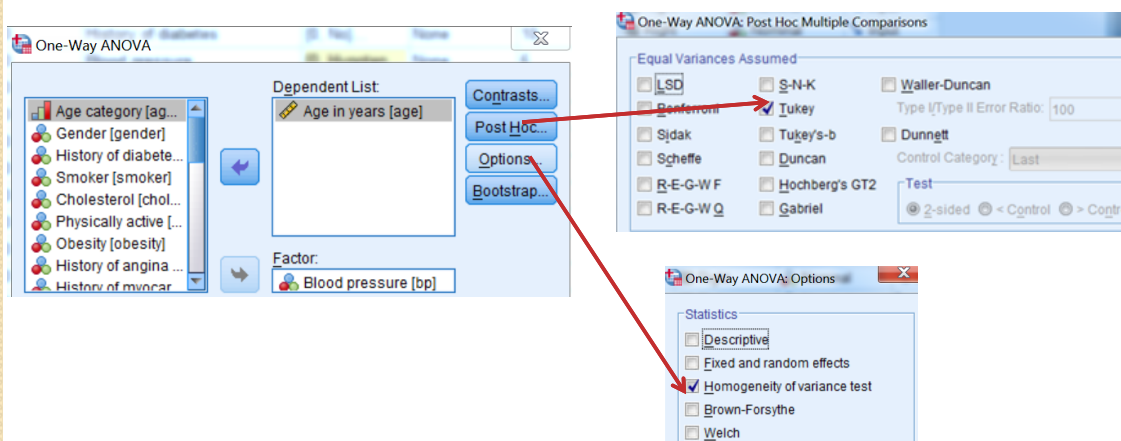 One-Way ANOVA
Dependent List:
Age category [ag...
Gender [gender]
History of diabete...
Smoker [smoker]
Cholesterol [chol...
Physically active [...
Obesity [obesity]
History of angina ...
History of myocar
Age in years [age]
Factor:
Blood pressure [bp]
Contrasts...
Post Hoc...
Options...
Bootstrap...
One-Way ANOVA: Post Hoc Multiple Comparisons
Equal Variances Assumed
LSD
S-N-K
Waller-Duncan
Bonferroni
Tukey
Type I/Type II Error Ratio: 100
Sidak
Tukey's-b
Dunnett
Scheffe
Duncan
Control Category: Last
R-E-G-W F
Hochberg's GT2
Test
R-E-G-W Q
Gabriel
2-sided < Control > Contr
One-Way ANOVA: Options
Statistics
Descriptive
Fixed and random effects
Homogeneity of variance test
Brown-Forsythe
Welch